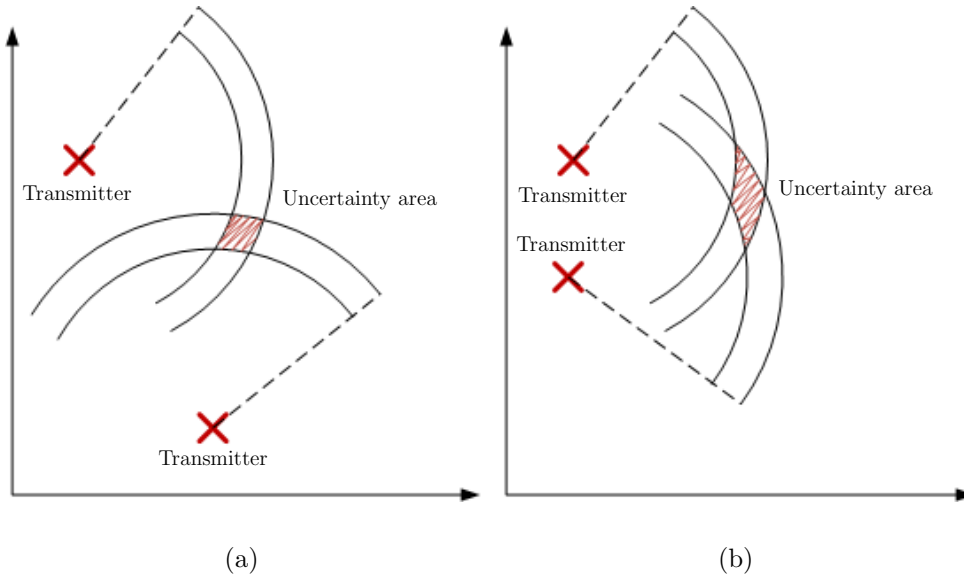 Transmitter
Uncertainty area
Transmitter
(a)
Transmitter
Uncertainty area
Transmitter
(b)